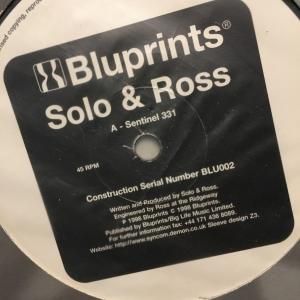 Bluprints®
Solo & Ross
A - Sentinel 331
45 RPM
Construction Serial Number BLU002
Written and Produced by Solo & Ross.
Engineered by Ross at the Ridgeway
℗ 1998 Bluprints © 1998 Bluprints.
Published by Bluprints/Big Life Music Limited.
For further information fax: +44 171 436 8089.
Website: http://www.syncom.demon.co.uk Sleeve design Z3.